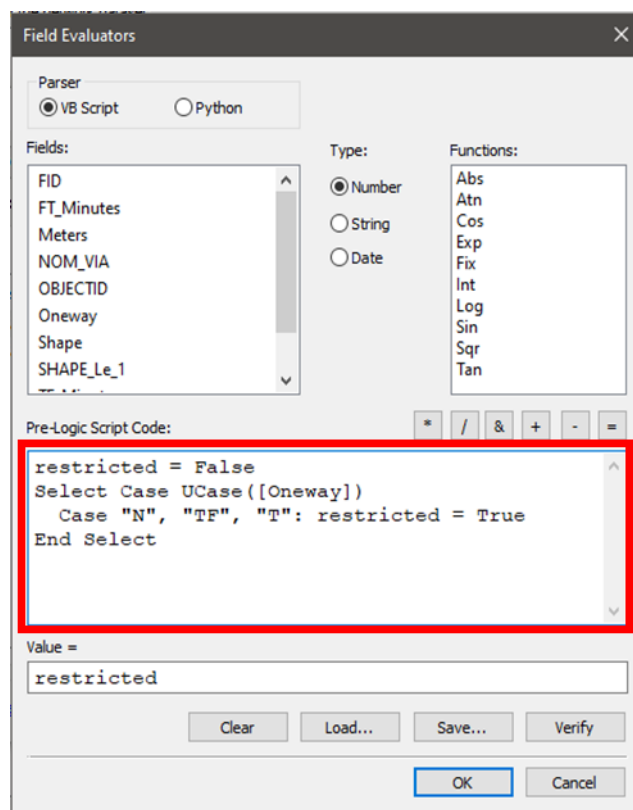 Field Evaluators
Parser
VB Script Python
Fields:
FID
FT_Minutes
Meters
NOM_VIA
OBJECTID
Oneway
Shape
SHAPE_Le_1
Type:
Number
String
Date
Functions:
Abs
Atn
Cos
Exp
Fix
Int
Log
Sin
Sqr
Tan
Pre-Logic Script Code:
* / & + - =
restricted = False
Select Case UCase([Oneway])
  Case "N", "TF", "T": restricted = True
End Select
Value =
restricted
Clear Load... Save... Verify
OK Cancel